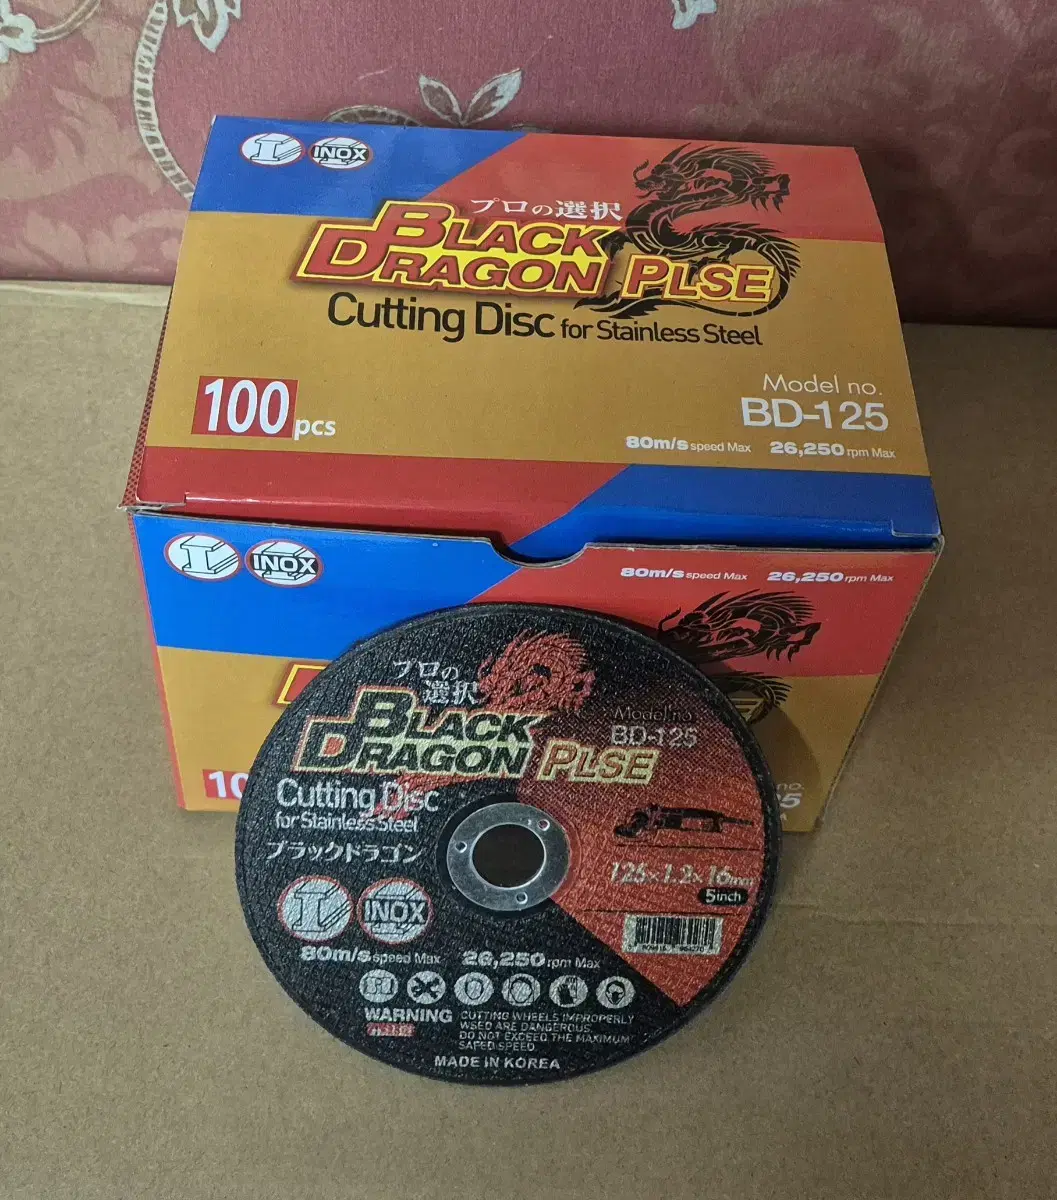 INOX
プロの選択
BLACK
DRAGON PLSE
Cutting Disc for Stainless Steel
100 pcs
Model no.
BD-125
80m/s speed Max 26,250 rpm Max
INOX
80m/s speed Max 26,250 rpm Max
プロの
選択
BLACK
DRAGON PLSE
Model no.
BD-125
Cutting Disc
for Stainless Steel
ブラックドラゴン
125×1.2×16mm
5inch
INOX
80m/s speed Max 26,250 rpm Max
WARNING
CUTTING WHEELS IMPROPERLY
WSED ARE DANGEROUS,
DO NOT EXCEED THE MAXIMUM
SAFED SPEED
MADE IN KOREA